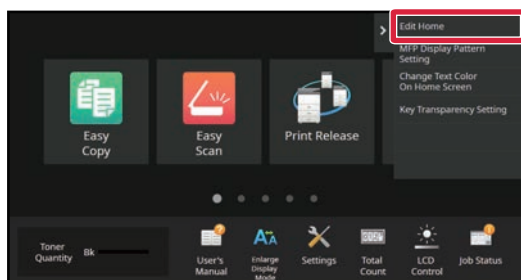 Edit Home
MFP Display Pattern
Setting
Change Text Color
On Home Screen
Key Transparency Setting
Easy
Copy
Easy
Scan
Print Release
Toner
Quantity
Bk
User's
Manual
Enlarge
Display
Mode
Settings
Total
Count
LCD
Control
Job Status